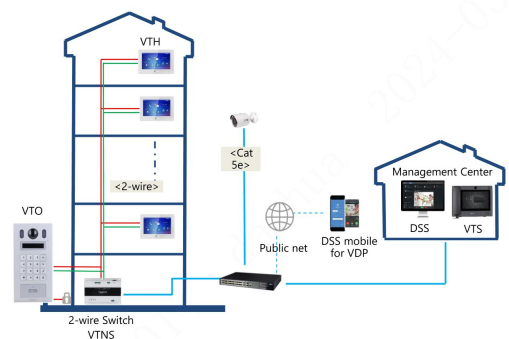 VTH
<Cat
5e>
<2-wire>
Management Center
DSS
VTS
VTO
Public net
DSS mobile
for VDP
2-wire Switch
VTNS